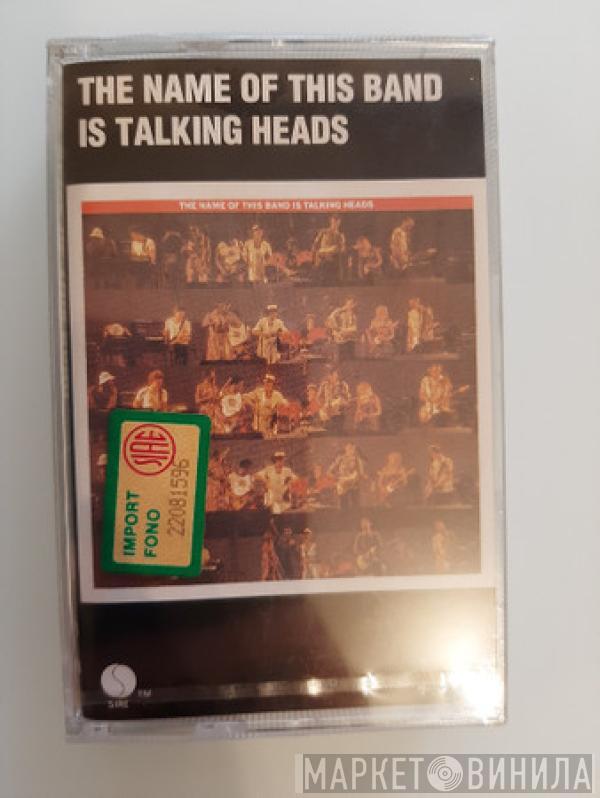 THE NAME OF THIS BAND
IS TALKING HEADS
THE NAME OF THIS BAND IS TALKING HEADS
SIAE
IMPORT
FONO
22081596
SIRE
TM
МАРКЕТ ВИНИЛА